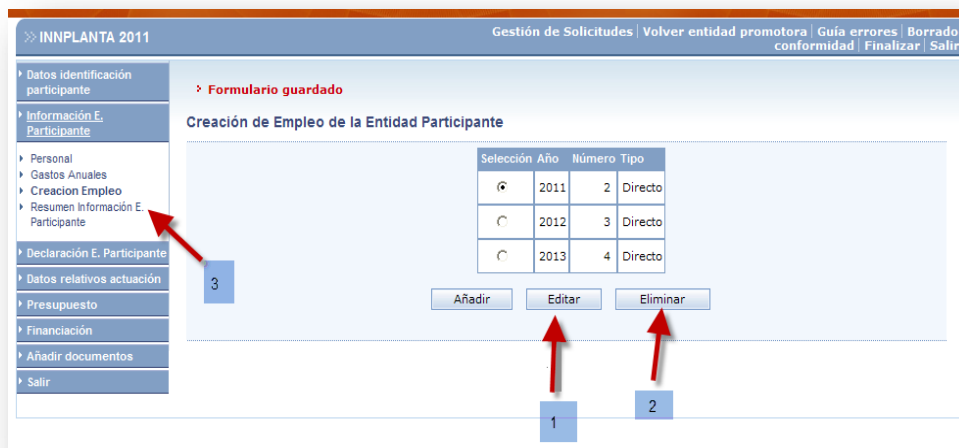 INNPLANTA 2011
Gestión de Solicitudes | Volver entidad promotora | Guía errores | Borrado
conformidad | Finalizar | Salir
Datos identificación
participante
Información E.
Participante
Personal
Gastos Anuales
Creacion Empleo
Resumen Información E.
Participante
Declaración E. Participante
Datos relativos actuación
Presupuesto
Financiación
Añadir documentos
Salir
Formulario guardado
Creación de Empleo de la Entidad Participante
Selección Año Número Tipo
2011 2 Directo
2012 3 Directo
2013 4 Directo
Añadir Editar Eliminar
3
1
2